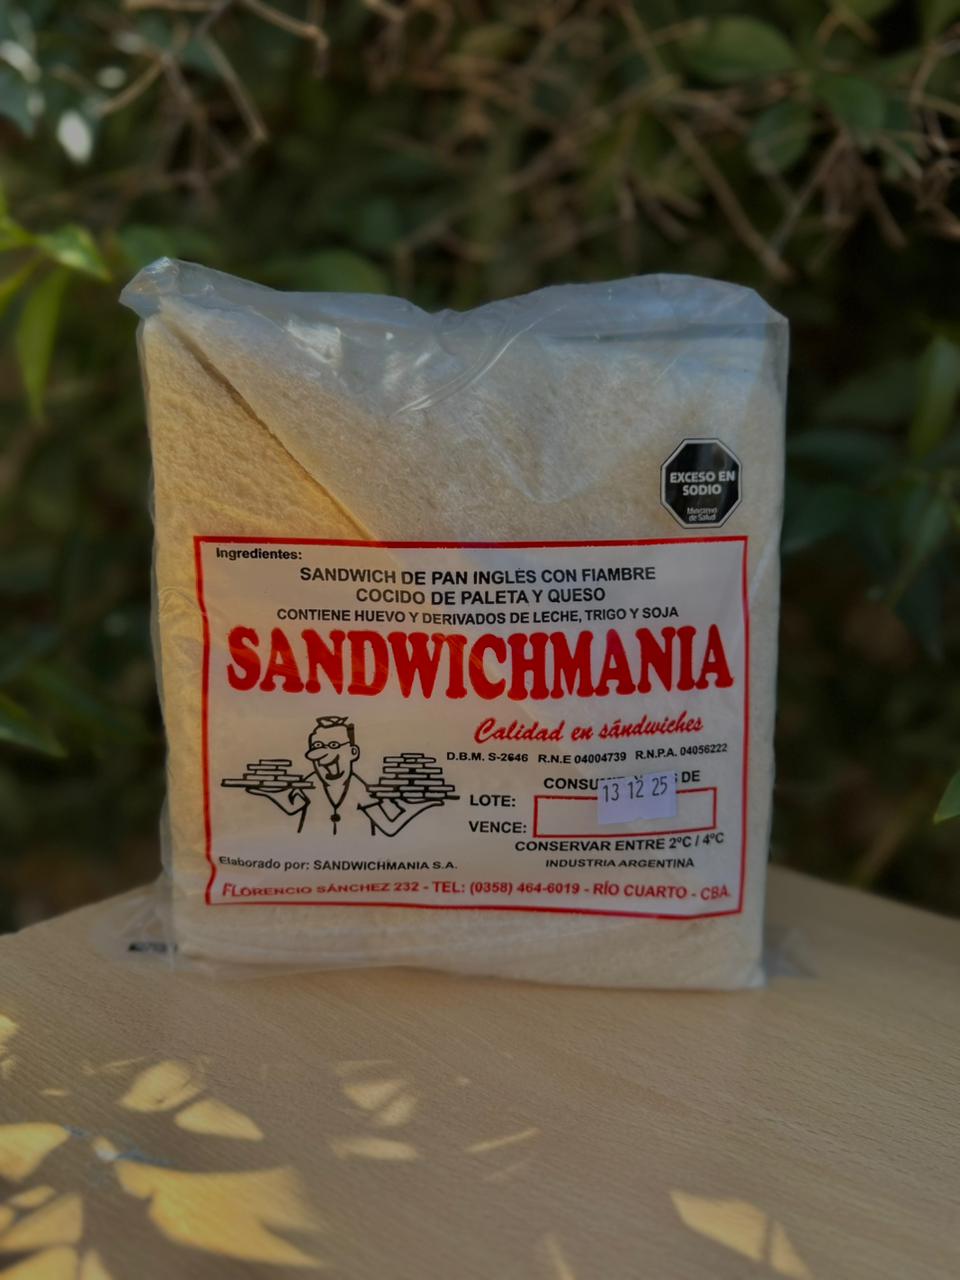 EXCESO EN
SODIO
Ministerio
de Salud
Ingredientes:
SANDWICH DE PAN INGLÉS CON FIAMBRE
COCIDO DE PALETA Y QUESO
CONTIENE HUEVO Y DERIVADOS DE LECHE, TRIGO Y SOJA
SANDWICHMANIA
Calidad en sándwiches
D.B.M. S-2646 R.N.E 04004739 R.N.P.A. 04056222
DE
13 12 25
LOTE:
VENCE:
CONSERVAR ENTRE 2ºC / 4ºC
INDUSTRIA ARGENTINA
Elaborado por: SANDWICHMANIA S.A.
FLORENCIO SÁNCHEZ 232 - TEL: (0358) 464-6019 - RÍO CUARTO - CBA.